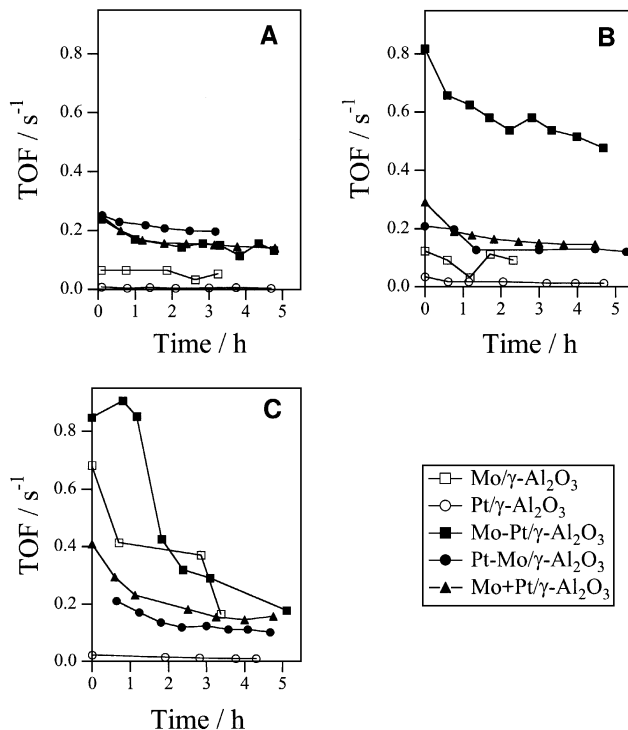 A
TOF / s⁻¹
0.8
0.6
0.4
0.2
0.0
0 1 2 3 4 5
Time / h
B
TOF / s⁻¹
0.8
0.6
0.4
0.2
0.0
0 1 2 3 4 5
Time / h
C
TOF / s⁻¹
0.8
0.6
0.4
0.2
0.0
0 1 2 3 4 5
Time / h
Mo/γ-Al₂O₃
Pt/γ-Al₂O₃
Mo-Pt/γ-Al₂O₃
Pt-Mo/γ-Al₂O₃
Mo+Pt/γ-Al₂O₃